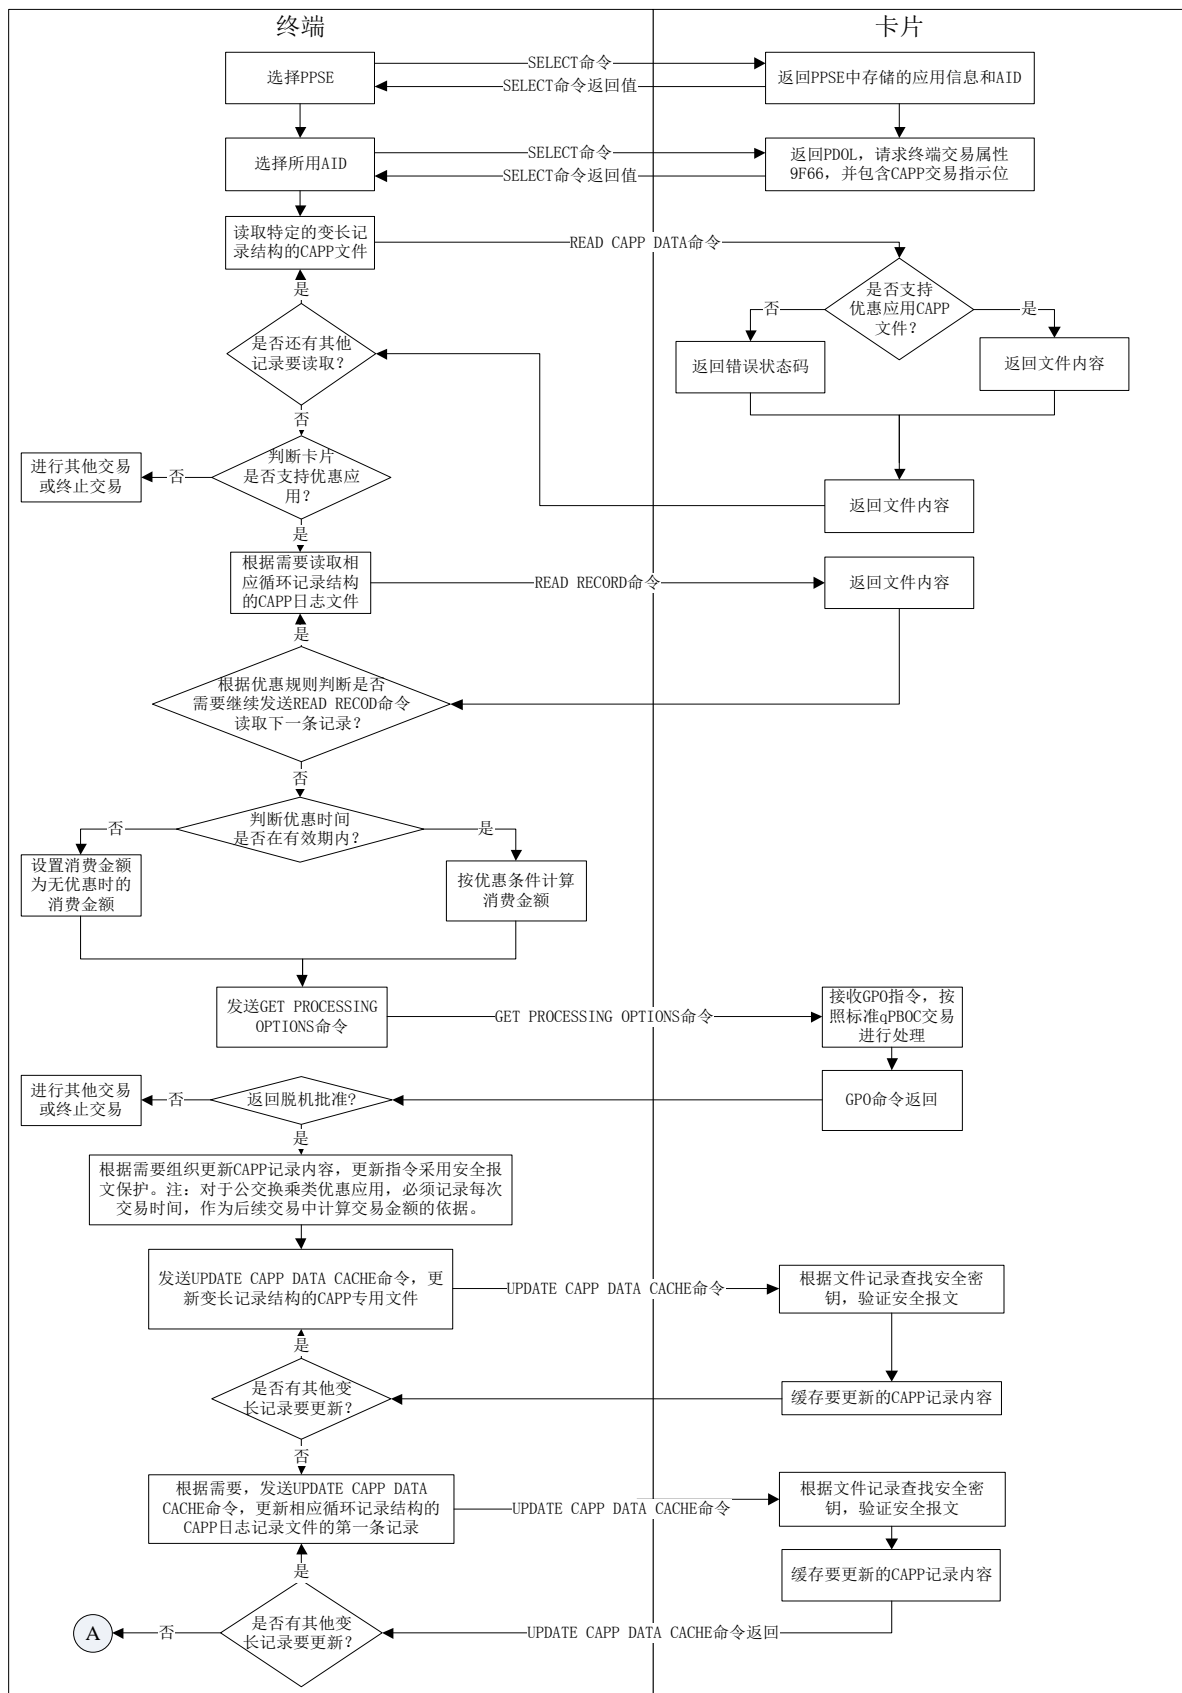 终端
卡片
选择PPSE
SELECT命令
SELECT命令返回值
返回PPSE中存储的应用信息和AID
选择所用AID
SELECT命令
SELECT命令返回值
返回PDOL，请求终端交易属性
9F66，并包含CAPP交易指示位
读取特定的变长记
录结构的CAPP文件
READ CAPP DATA命令
是否支持
优惠应用CAPP
文件？
否
是
返回错误状态码
返回文件内容
是
是否还有其他
记录要读取？
否
判断卡片
是否支持优惠应
用？
否
进行其他交易
或终止交易
返回文件内容
是
根据需要读取相
应循环记录结构
的CAPP日志文件
READ RECORD命令
返回文件内容
是
根据优惠规则判断是否
需要继续发送READ RECOD命令
读取下一条记录？
否
判断优惠时间
是否在有效期内？
否
是
设置消费金额
为无优惠时的
消费金额
按优惠条件计算
消费金额
发送GET PROCESSING
OPTIONS命令
GET PROCESSING OPTIONS命令
接收GPO指令，按
照标准qPBOC交易
进行处理
GPO命令返回
返回脱机批准？
否
进行其他交易
或终止交易
是
根据需要组织更新CAPP记录内容，更新指令采用安全报
文保护。注：对于公交换乘类优惠应用，必须记录每次
交易时间，作为后续交易中计算交易金额的依据。
发送UPDATE CAPP DATA CACHE命令，更
新变长记录结构的CAPP专用文件
UPDATE CAPP DATA CACHE命令
根据文件记录查找安全密
钥，验证安全报文
是
是否有其他变
长记录要更新？
缓存要更新的CAPP记录内容
否
根据需要，发送UPDATE CAPP DATA
CACHE命令，更新相应循环记录结构的
CAPP日志记录文件的第一条记录
UPDATE CAPP DATA CACHE命令
根据文件记录查找安全密
钥，验证安全报文
缓存要更新的CAPP记录内容
是
是否有其他变
长记录要更新？
UPDATE CAPP DATA CACHE命令返回
否
A